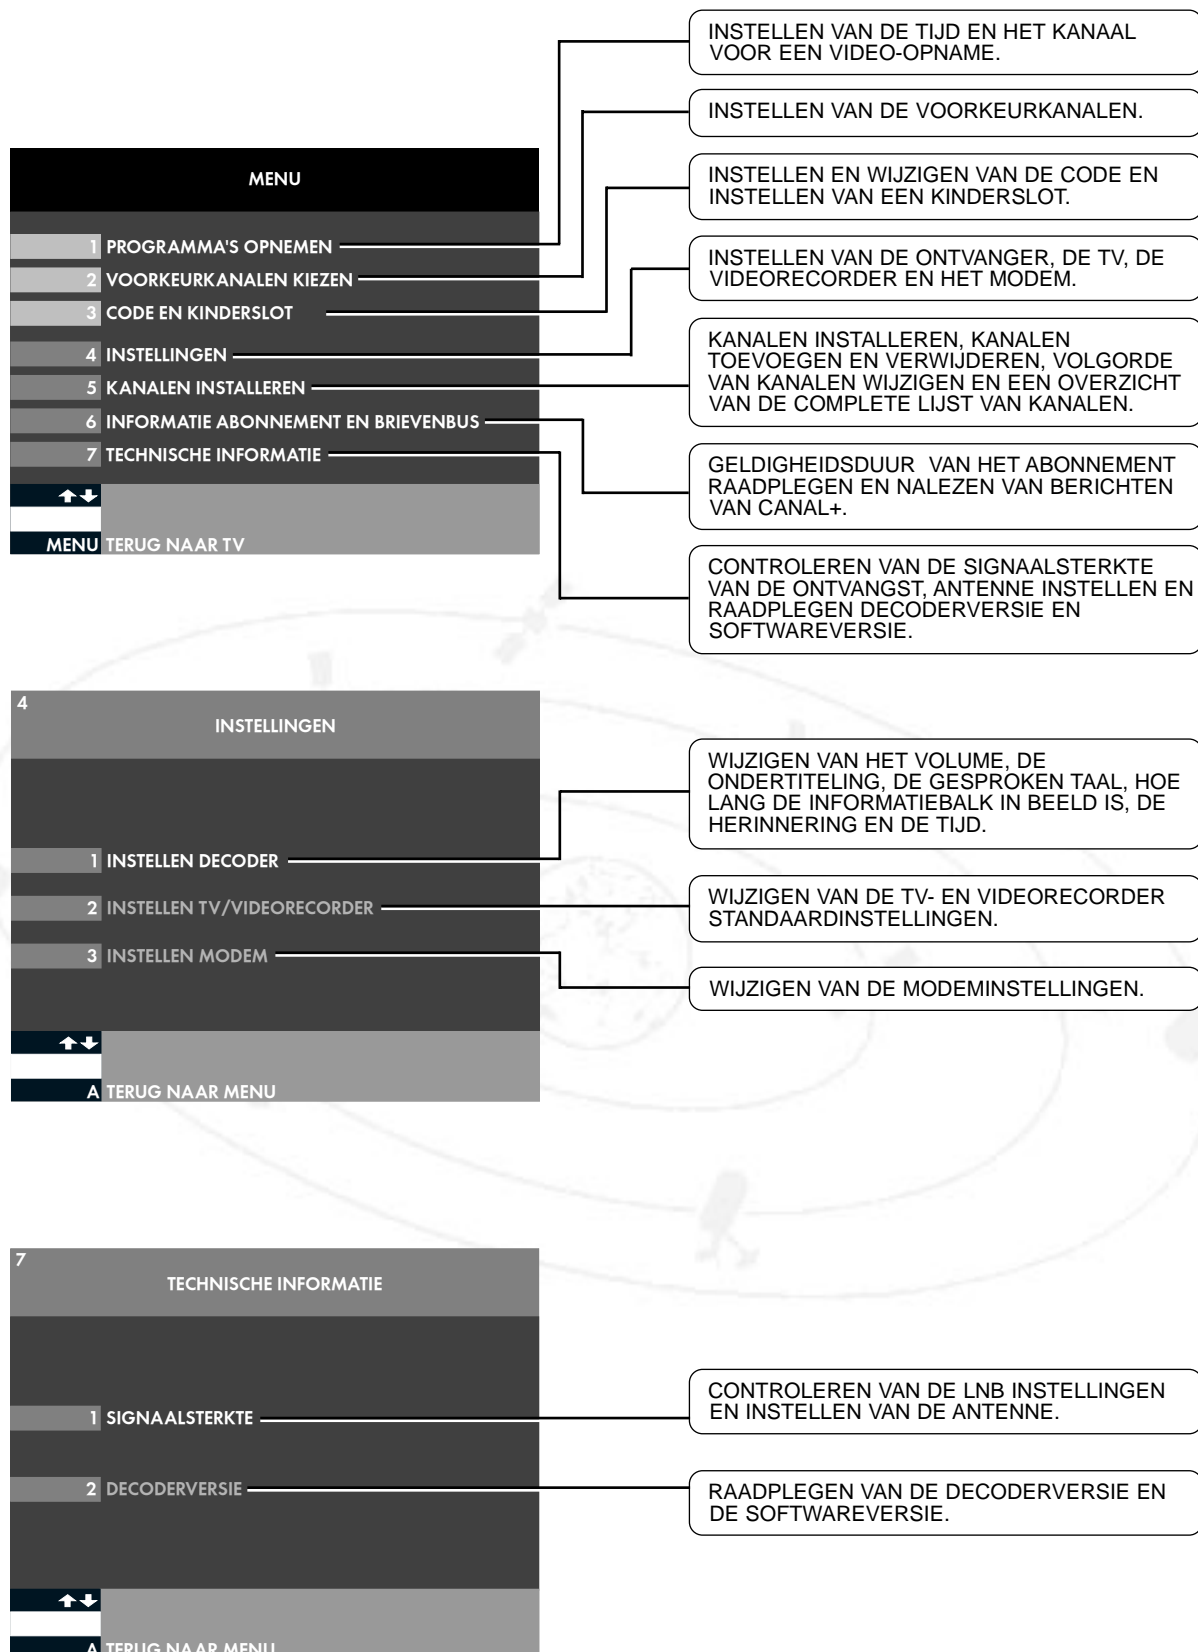 INSTELLEN VAN DE TIJD EN HET KANAAL
VOOR EEN VIDEO-OPNAME.
INSTELLEN VAN DE VOORKEURKANALEN.
INSTELLEN EN WIJZIGEN VAN DE CODE EN
INSTELLEN VAN EEN KINDERSLOT.
INSTELLEN VAN DE ONTVANGER, DE TV, DE
VIDEORECORDER EN HET MODEM.
KANALEN INSTALLEREN, KANALEN
TOEVOEGEN EN VERWIJDEREN, VOLGORDE
VAN KANALEN WIJZIGEN EN EEN OVERZICHT
VAN DE COMPLETE LIJST VAN KANALEN.
GELDIGHEIDSDUUR VAN HET ABONNEMENT
RAADPLEGEN EN NALEZEN VAN BERICHTEN
VAN CANAL+.
CONTROLEREN VAN DE SIGNAALSTERKTE
VAN DE ONTVANGST, ANTENNE INSTELLEN EN
RAADPLEGEN DECODERVERSIE EN
SOFTWAREVERSIE.
MENU
1 PROGRAMMA'S OPNEMEN
2 VOORKEURKANALEN KIEZEN
3 CODE EN KINDERSLOT
4 INSTELLINGEN
5 KANALEN INSTALLEREN
6 INFORMATIE ABONNEMENT EN BRIEVENBUS
7 TECHNISCHE INFORMATIE
MENU TERUG NAAR TV
4
INSTELLINGEN
1 INSTELLEN DECODER
2 INSTELLEN TV/VIDEORECORDER
3 INSTELLEN MODEM
A TERUG NAAR MENU
WIJZIGEN VAN HET VOLUME, DE
ONDERTITELING, DE GESPROKEN TAAL, HOE
LANG DE INFORMATIEBALK IN BEELD IS, DE
HERINNERING EN DE TIJD.
WIJZIGEN VAN DE TV- EN VIDEORECORDER
STANDAARDINSTELLINGEN.
WIJZIGEN VAN DE MODEMINSTELLINGEN.
7
TECHNISCHE INFORMATIE
1 SIGNAALSTERKTE
2 DECODERVERSIE
A TERUG NAAR MENU
CONTROLEREN VAN DE LNB INSTELLINGEN
EN INSTELLEN VAN DE ANTENNE.
RAADPLEGEN VAN DE DECODERVERSIE EN
DE SOFTWAREVERSIE.